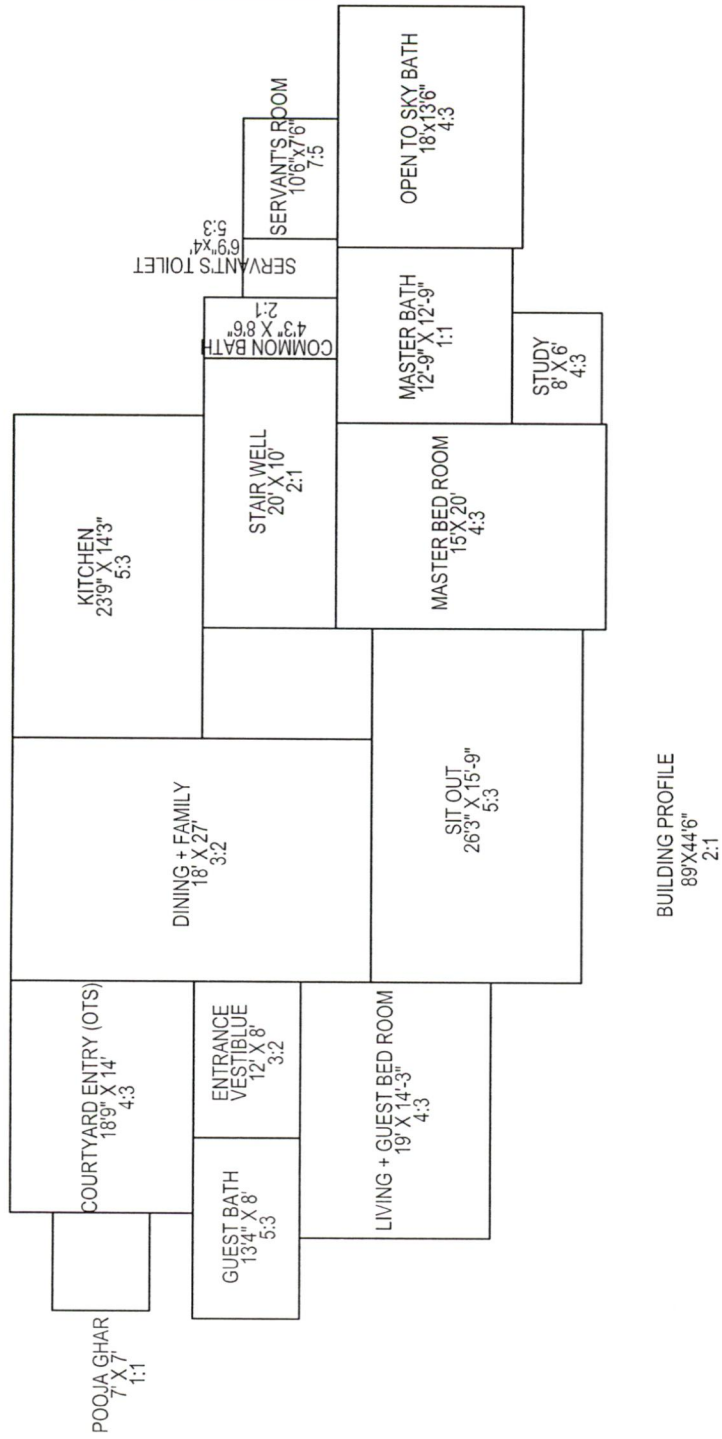 POOJA GHAR
7' X 7'
1:1
COURTYARD ENTRY (OTS)
18'9" X 14'
4:3
GUEST BATH
13'4" X 8'
5:3
ENTRANCE
VESTIBLUE
12' X 8'
3:2
LIVING + GUEST BED ROOM
19' X 14'-3"
4:3
DINING + FAMILY
18' X 27'
3:2
SIT OUT
26'3" X 15'-9"
5:3
KITCHEN
23'9" X 14'3"
5:3
STAIR WELL
20' X 10'
2:1
MASTER BED ROOM
15'X 20'
4:3
COMMON BATH
4'3" X 8'6"
2:1
SERVANT'S TOILET
6'9"x4'
5:3
SERVANT'S ROOM
10'6"x7'6"
7:5
MASTER BATH
12'-9" X 12'-9"
1:1
STUDY
8' X 6'
4:3
OPEN TO SKY BATH
18'x13'6"
4:3
BUILDING PROFILE
89'X44'6"
2:1